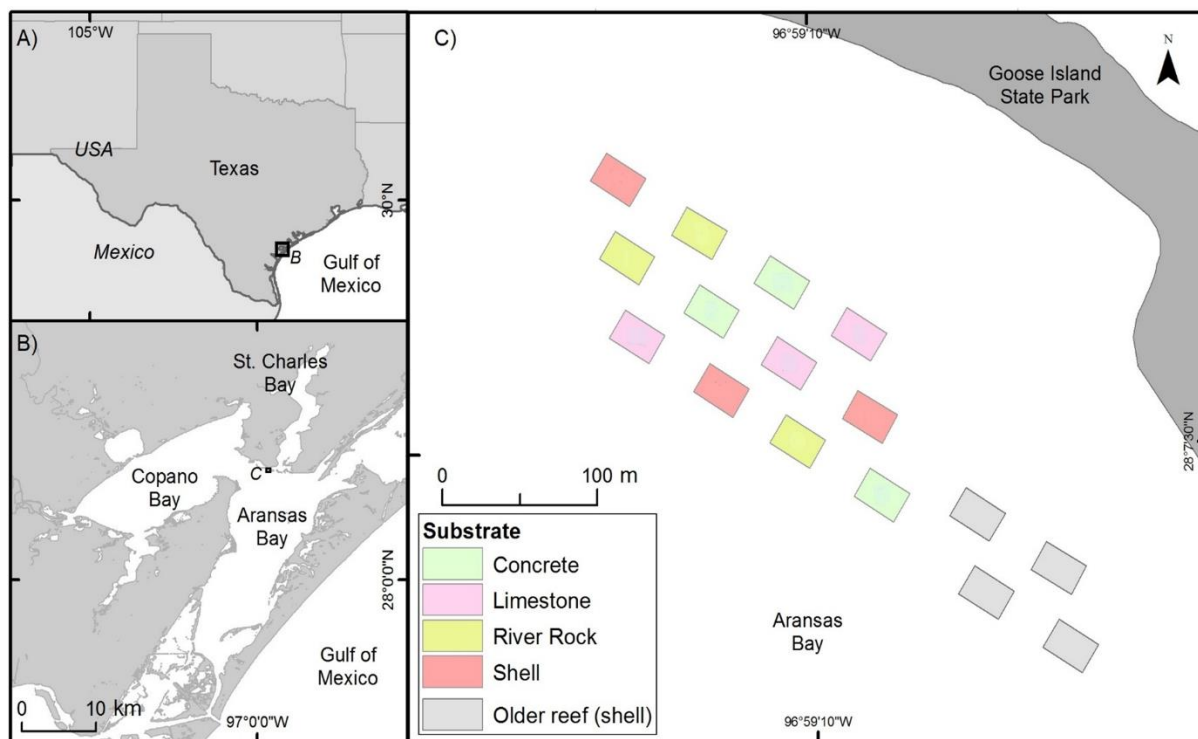 A)
105°W
USA
Texas
30°N
Mexico
B
Gulf of
Mexico
B)
St. Charles
Bay
C
Copano
Bay
Aransas
Bay
28°0'0"N
Gulf of
Mexico
0 10 km
97°0'0"W
C)
96°59'10"W
N
Goose Island
State Park
28°7'30"N
0 100 m
Substrate
Concrete
Limestone
River Rock
Shell
Older reef (shell)
Aransas
Bay
96°59'10"W